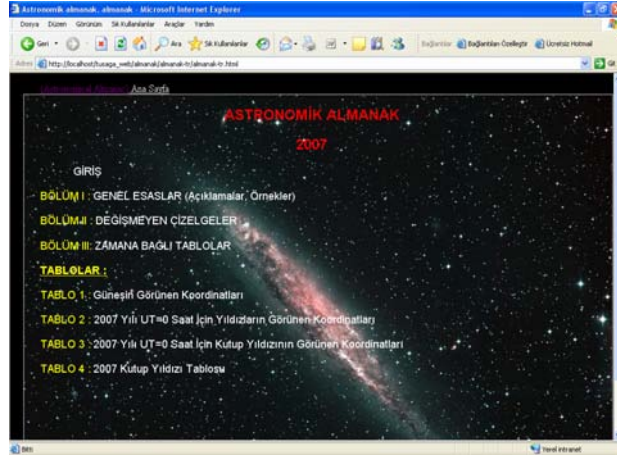 Astronomik almanak, almanak - Microsoft Internet Explorer
Dosya Düzen Görünüm Sık Kullanılanlar Araçlar Yardım
Geri Ara Sık Kullanılanlar Bağlantılar Bağlantıları Özelleştir Ücretsiz Hotmail
Adres http://localhost/tusaga_web/almanak/almanak-tr/almanak-tr.html Git
Ana Sayfa
ASTRONOMİK ALMANAK
2007
GİRİŞ
BÖLÜM I : GENEL ESASLAR (Açıklamalar, Örnekler)
BÖLÜM II : DEĞİŞMEYEN ÇİZELGELER
BÖLÜM III: ZAMANA BAĞLI TABLOLAR
TABLOLAR :
TABLO 1 : Güneşin Görünen Koordinatları
TABLO 2 : 2007 Yılı UT=0 Saat İçin Yıldızların Görünen Koordinatları
TABLO 3 : 2007 Yılı UT=0 Saat İçin Kutup Yıldızının Görünen Koordinatları
TABLO 4 : 2007 Kutup Yıldızı Tablosu
Bitti Yerel intranet